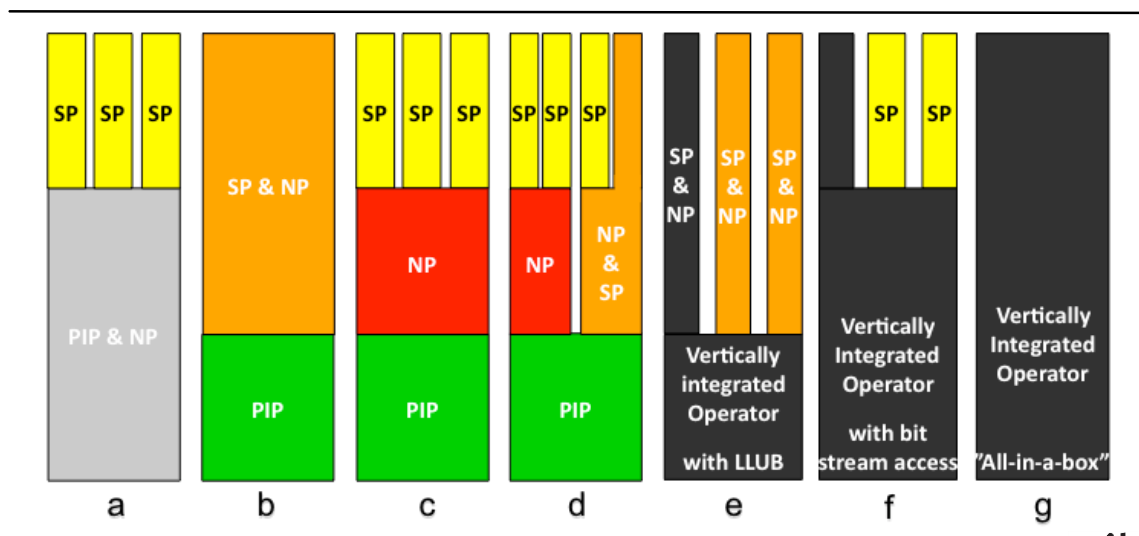 SP SP SP
PIP & NP
a
SP & NP
PIP
b
SP SP SP
NP
PIP
c
SP SP SP
NP
NP
&
SP
PIP
d
SP
&
NP
SP
&
NP
SP
&
NP
Vertically
integrated
Operator
with LLUB
e
SP SP
Vertically
Integrated
Operator
with bit
stream access
f
Vertically
Integrated
Operator
"All-in-a-box"
g